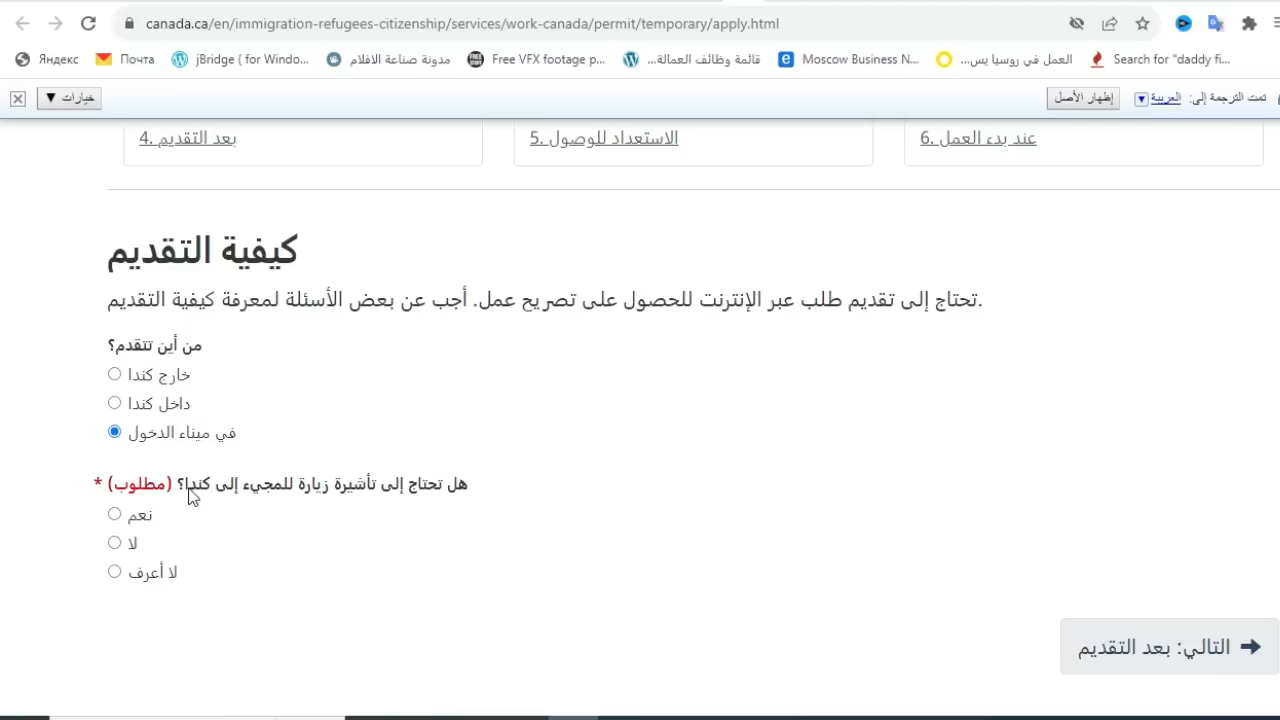 canada.ca/en/immigration-refugees-citizenship/services/work-canada/permit/temporary/apply.html
Яндекс Почта jBridge ( for Windo... مدونة صناعة الافلام Free VFX footage p... قائمة وظائف العمالة... Moscow Business N... العمل في روسيا يس... Search for "daddy fi...
تمت الترجمة إلى: العربية إظهار الأصل خيارات ▼
4. بعد التقديم
5. الاستعداد للوصول
6. عند بدء العمل
كيفية التقديم
تحتاج إلى تقديم طلب عبر الإنترنت للحصول على تصريح عمل. أجب عن بعض الأسئلة لمعرفة كيفية التقديم.
من أين تتقدم؟
خارج كندا
داخل كندا
في ميناء الدخول
هل تحتاج إلى تأشيرة زيارة للمجيء إلى كندا؟ (مطلوب) *
نعم
لا
لا أعرف
التالي: بعد التقديم